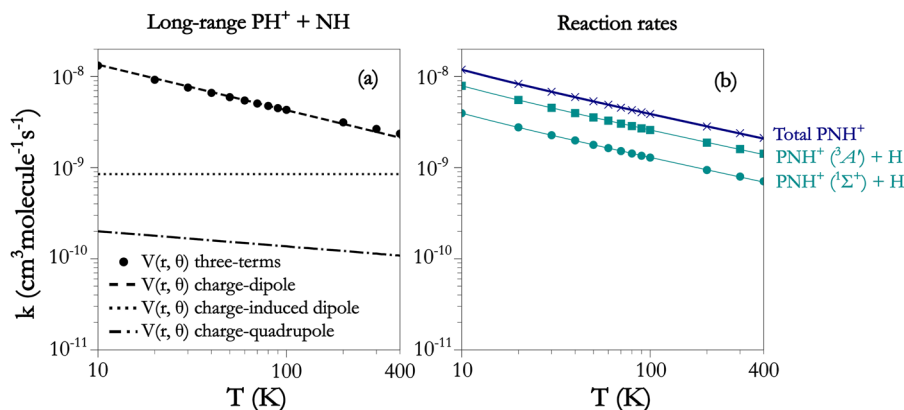 Long-range PH⁺ + NH
Reaction rates
k (cm³molecule⁻¹s⁻¹)
10⁻⁸
10⁻⁹
10⁻¹⁰
10⁻¹¹
(a)
V(r, θ) three-terms
V(r, θ) charge-dipole
V(r, θ) charge-induced dipole
V(r, θ) charge-quadrupole
10
100
400
T (K)
10⁻⁸
10⁻⁹
10⁻¹⁰
10⁻¹¹
(b)
Total PNH⁺
PNH⁺ (³A′) + H
PNH⁺ (¹Σ⁺) + H
10
100
400
T (K)